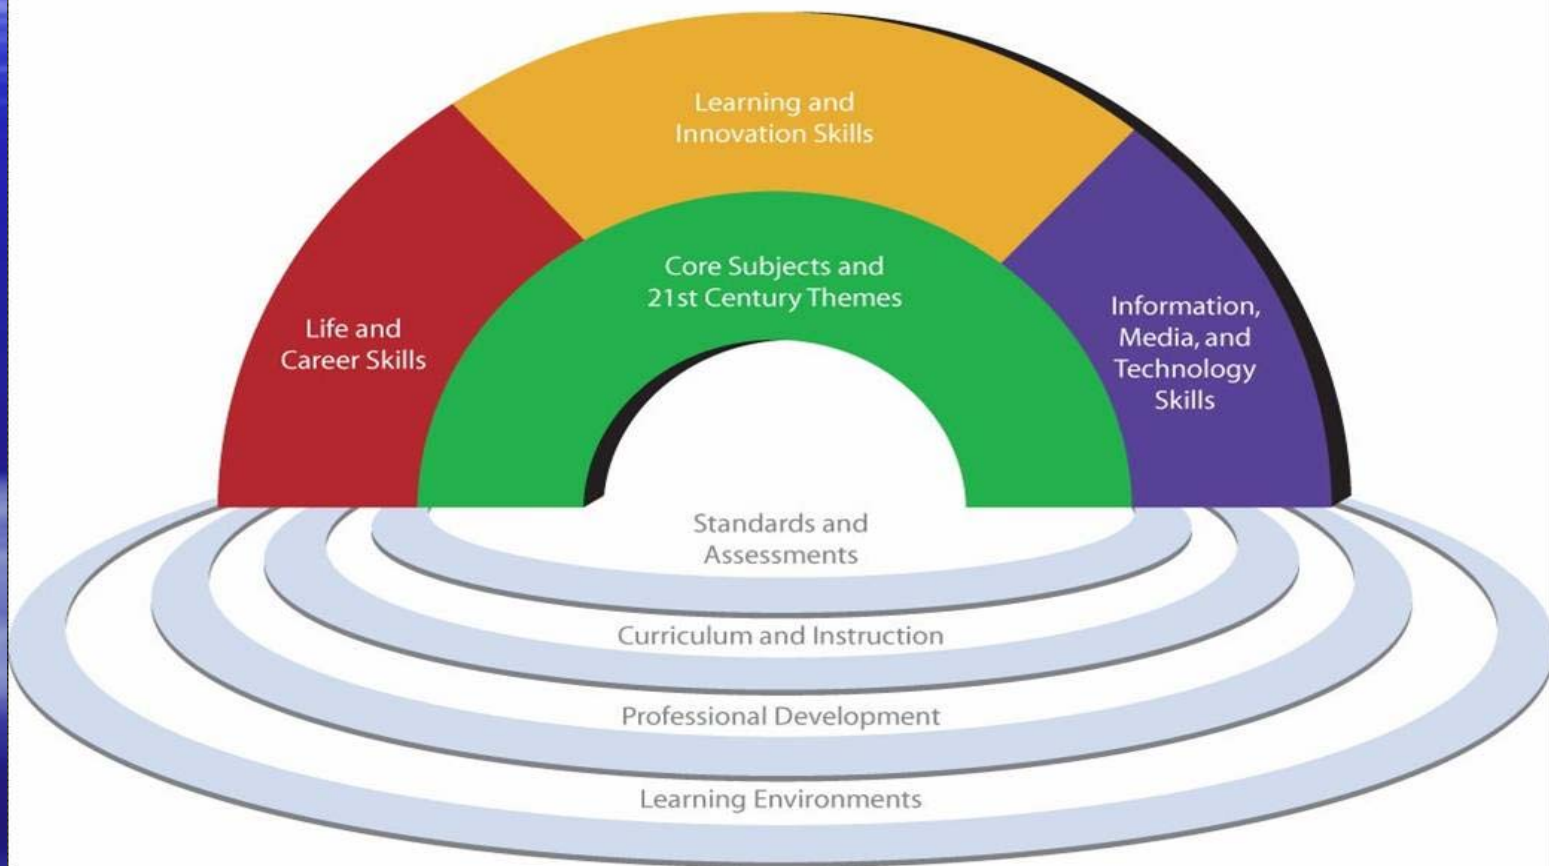 Learning and
Innovation Skills
Core Subjects and
21st Century Themes
Life and
Career Skills
Information,
Media, and
Technology
Skills
Standards and
Assessments
Curriculum and Instruction
Professional Development
Learning Environments